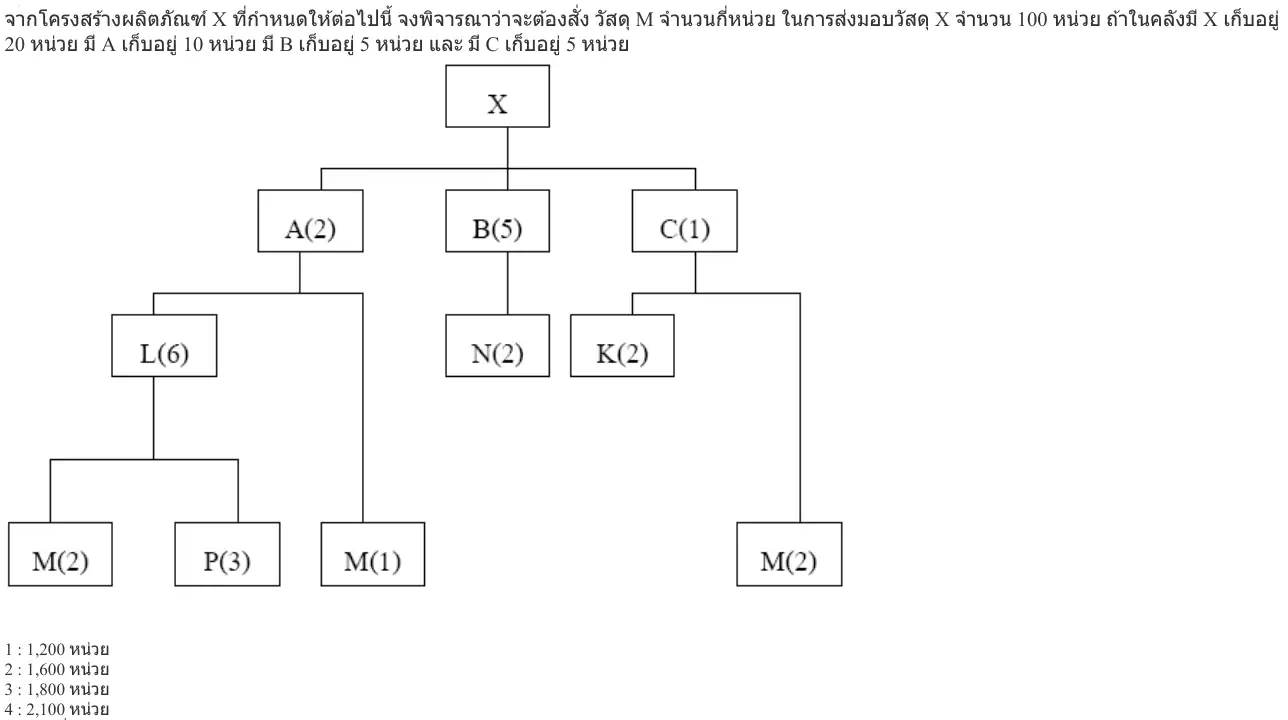 จากโครงสร้างผลิตภัณฑ์ X ที่กำหนดให้ต่อไปนี้ จงพิจารณาว่าจะต้องสั่ง วัสดุ M จำนวนกี่หน่วย ในการส่งมอบวัสดุ X จำนวน 100 หน่วย ถ้าในคลังมี X เก็บอยู่
20 หน่วย มี A เก็บอยู่ 10 หน่วย มี B เก็บอยู่ 5 หน่วย และ มี C เก็บอยู่ 5 หน่วย
X
A(2) B(5) C(1)
L(6) N(2) K(2)
M(2) P(3) M(1) M(2)
1 : 1,200 หน่วย
2 : 1,600 หน่วย
3 : 1,800 หน่วย
4 : 2,100 หน่วย